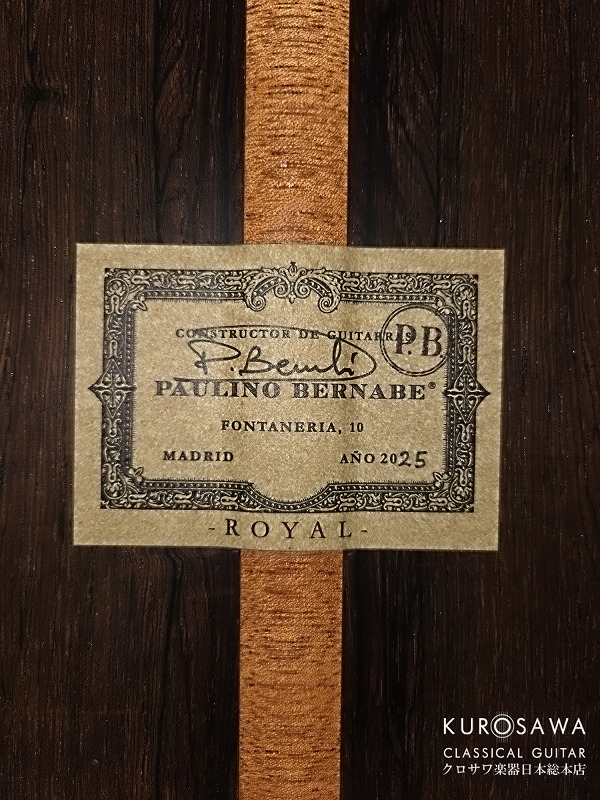 CONSTRUCTOR DE GUITARRAS
P.B
P. Bernabé
PAULINO BERNABE®
FONTANERIA, 10
MADRID AÑO 2025
-ROYAL-
KUROSAWA
CLASSICAL GUITAR
クロサワ楽器日本総本店